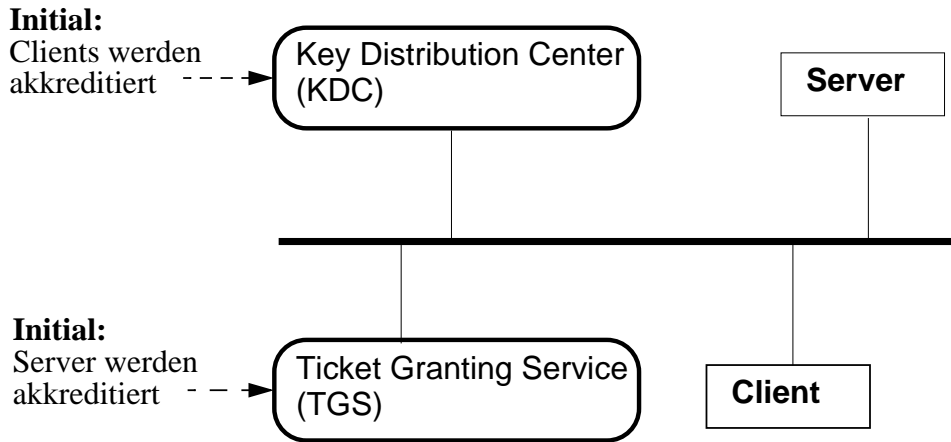 Initial:
Clients werden
akkreditiert
Key Distribution Center
(KDC)
Server
Initial:
Server werden
akkreditiert
Ticket Granting Service
(TGS)
Client